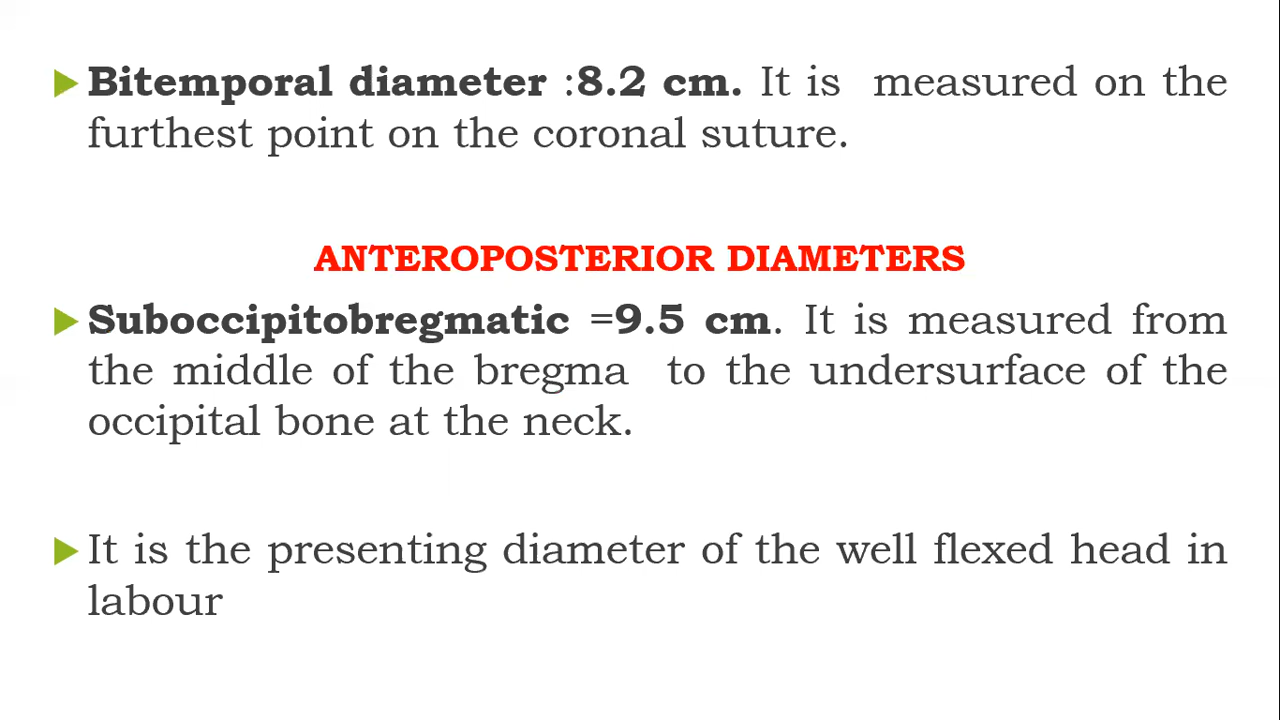 Bitemporal diameter :8.2 cm. It is measured on the
furthest point on the coronal suture.
ANTEROPOSTERIOR DIAMETERS
Suboccipitobregmatic =9.5 cm. It is measured from
the middle of the bregma to the undersurface of the
occipital bone at the neck.
It is the presenting diameter of the well flexed head in
labour